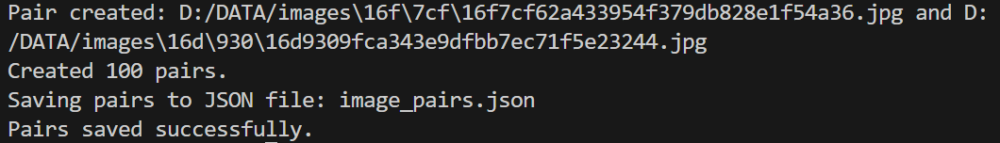 Pair created: D:/DATA/images\16f\7cf\16f7cf62a433954f379db828e1f54a36.jpg and D:
/DATA/images\16d\930\16d9309fca343e9dfbb7ec71f5e23244.jpg
Created 100 pairs.
Saving pairs to JSON file: image_pairs.json
Pairs saved successfully.